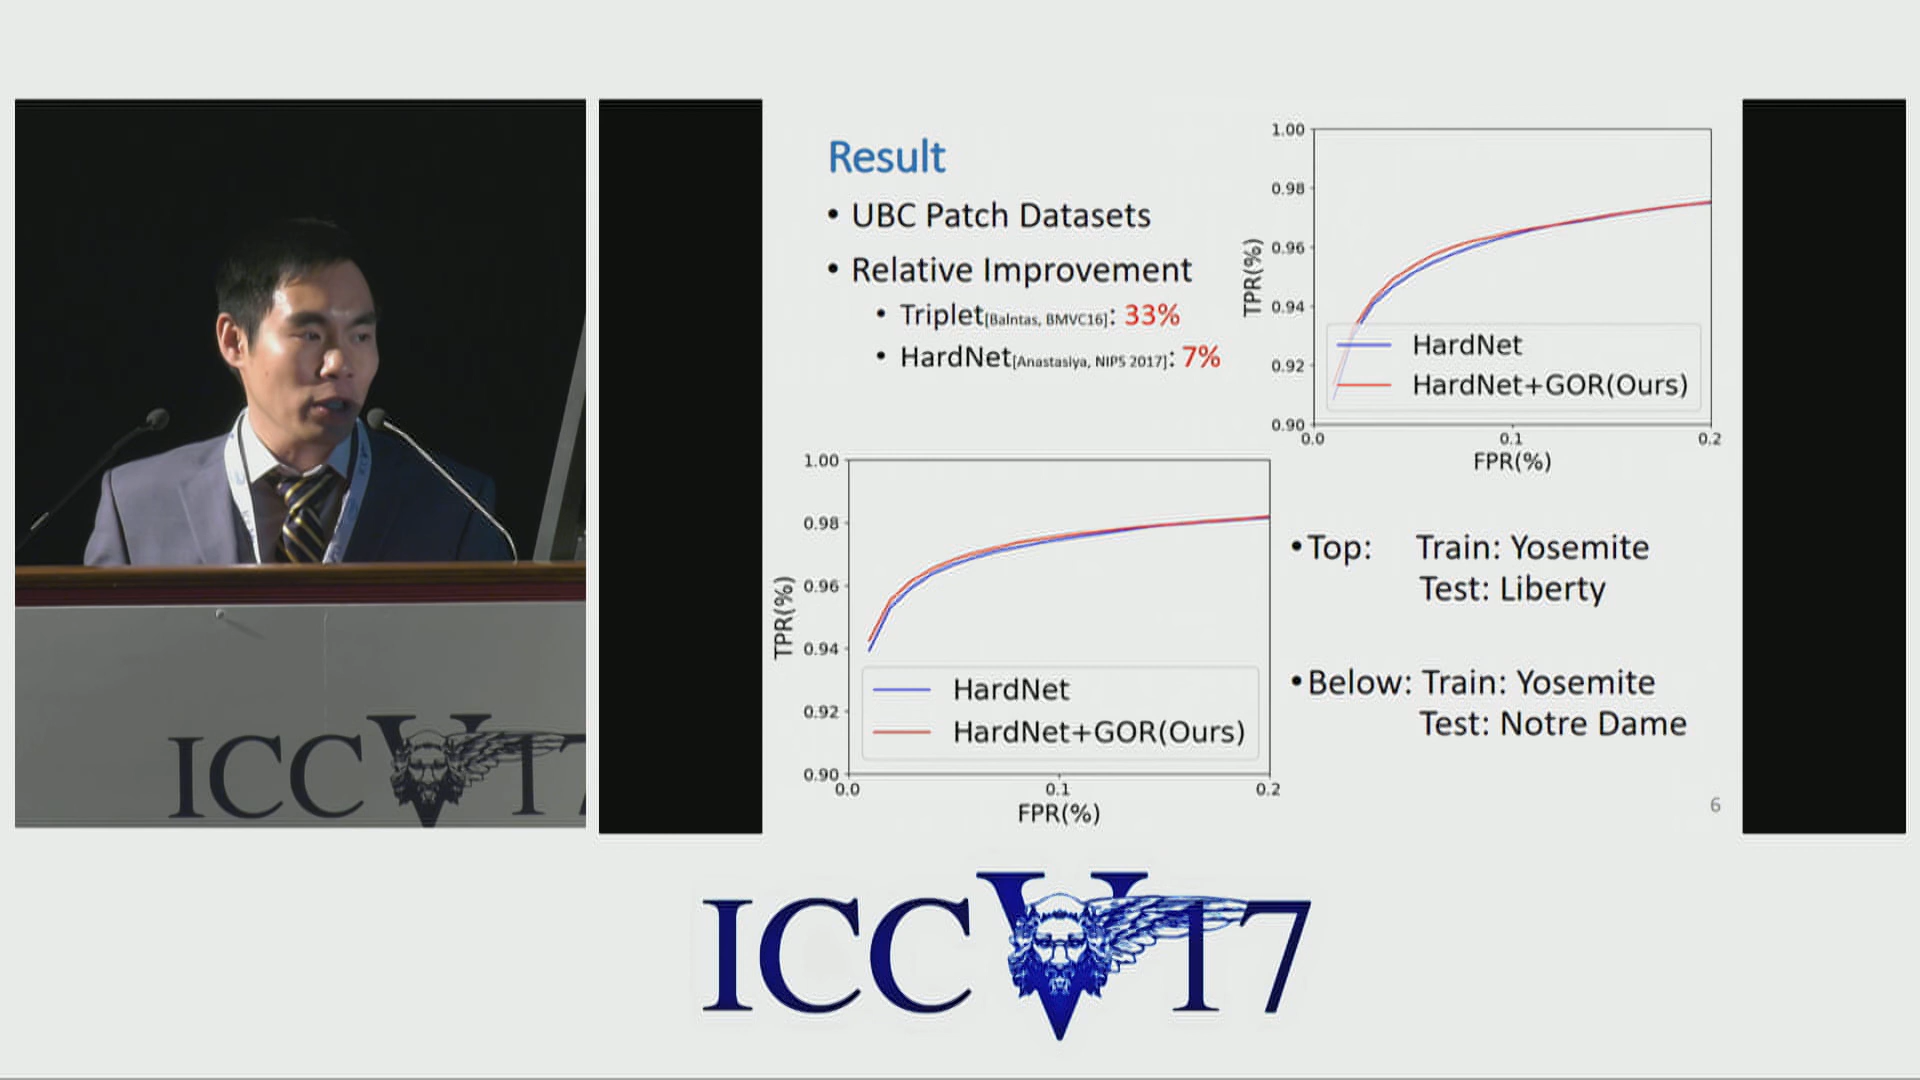 Result
• UBC Patch Datasets
• Relative Improvement
• Triplet[Balntas, BMVC16]: 33%
• HardNet[Anastasiya, NIPS 2017]: 7%
1.00
0.98
0.96
0.94
0.92
0.90
TPR(%)
HardNet
HardNet+GOR(Ours)
0.0 0.1 0.2
FPR(%)
1.00
0.98
0.96
0.94
0.92
0.90
TPR(%)
HardNet
HardNet+GOR(Ours)
0.0 0.1 0.2
FPR(%)
•Top: Train: Yosemite
Test: Liberty
•Below: Train: Yosemite
Test: Notre Dame
6
ICCV17
ICCV17